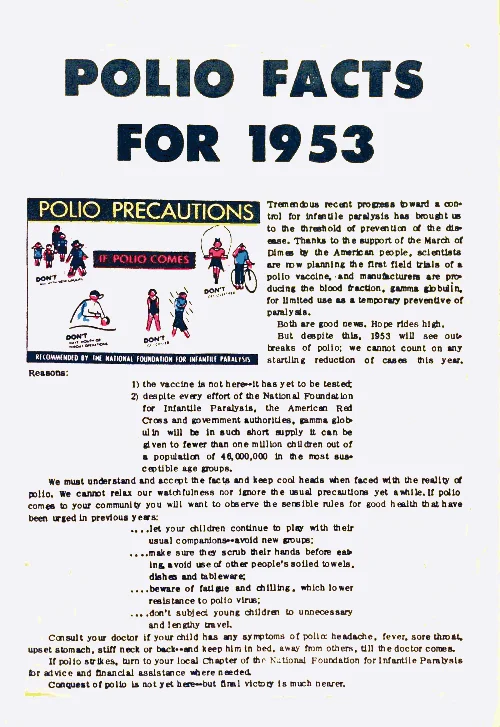 POLIO FACTS
FOR 1953
POLIO PRECAUTIONS
IF POLIO COMES
DON'T
DON'T
DON'T
DON'T
RECOMMENDED BY THE NATIONAL FOUNDATION FOR INFANTILE PARALYSIS
Tremendous recent progress toward a con-
trol for infantile paralysis has brought us
to the threshold of prevention of the dis-
ease. Thanks to the support of the March of
Dimes by the American people, scientists
are now planning the first field trials of a
polio vaccine, and manufacturers are pro-
ducing the blood fraction, gamma globulin,
for limited use as a temporary preventive of
paralysis.
Both are good news. Hope rides high.
But despite this, 1953 will see out-
breaks of polio; we cannot count on any
startling reduction of cases this year.
Reasons:
1) the vaccine is not here--it has yet to be tested;
2) despite every effort of the National Foundation
for Infantile Paralysis, the American Red
Cross and government authorities, gamma glob-
ulin will be in such short supply it can be
given to fewer than one million children out of
a population of 46,000,000 in the most sus-
ceptible age groups.
We must understand and accept the facts and keep cool heads when faced with the reality of
polio. We cannot relax our watchfulness nor ignore the usual precautions yet awhile. If polio
comes to your community you will want to observe the sensible rules for good health that have
been urged in previous years:
....let your children continue to play with their
usual companions--avoid new groups;
....make sure they scrub their hands before eat-
ing, avoid use of other people's soiled towels,
dishes and tableware;
....beware of fatigue and chilling, which lower
resistance to polio virus;
....don't subject young children to unnecessary
and lengthy travel.
Consult your doctor if your child has any symptoms of polio: headache, fever, sore throat,
upset stomach, stiff neck or back--and keep him in bed, away from others, till the doctor comes.
If polio strikes, turn to your local Chapter of the National Foundation for Infantile Paralysis
for advice and financial assistance where needed.
Conquest of polio is not yet here--but final victory is much nearer.